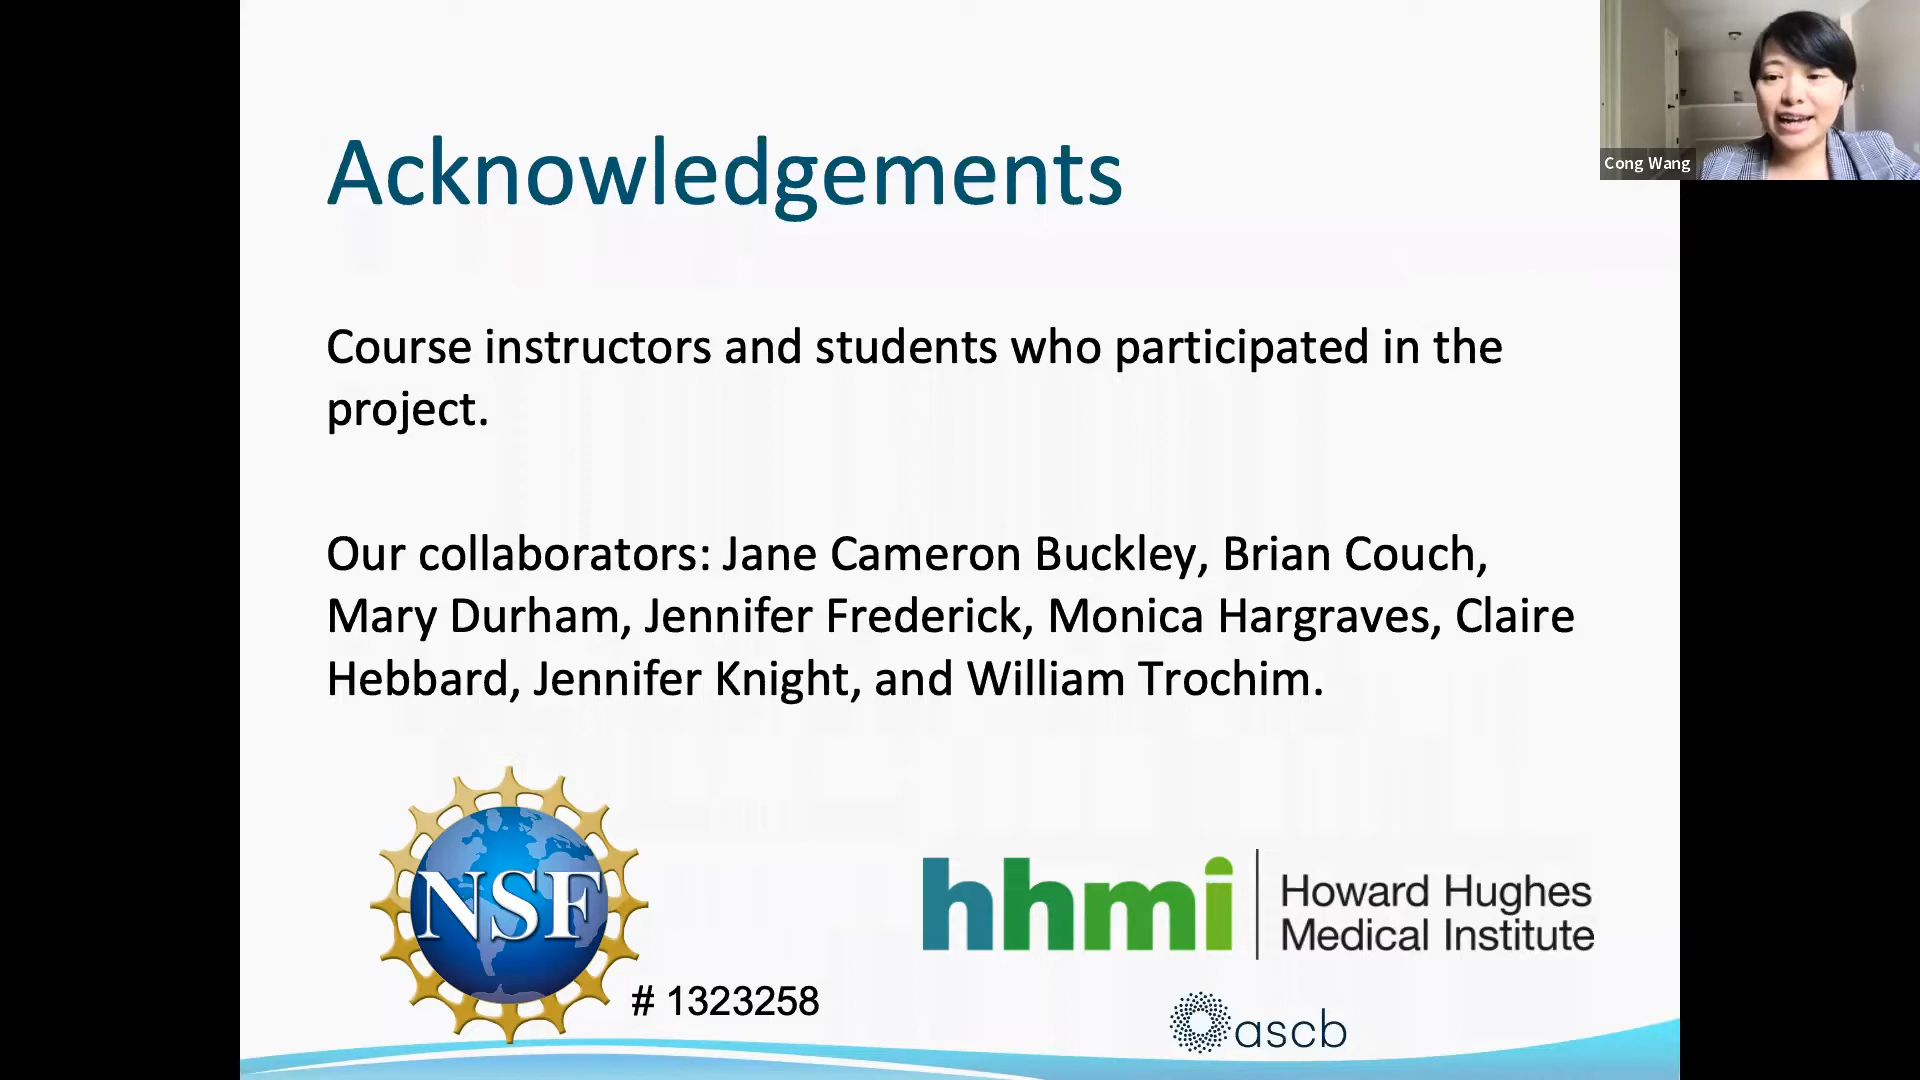 Cong Wang
Acknowledgements
Course instructors and students who participated in the
project.
Our collaborators: Jane Cameron Buckley, Brian Couch,
Mary Durham, Jennifer Frederick, Monica Hargraves, Claire
Hebbard, Jennifer Knight, and William Trochim.
NSF
# 1323258
hhmi
Howard Hughes
Medical Institute
ascb